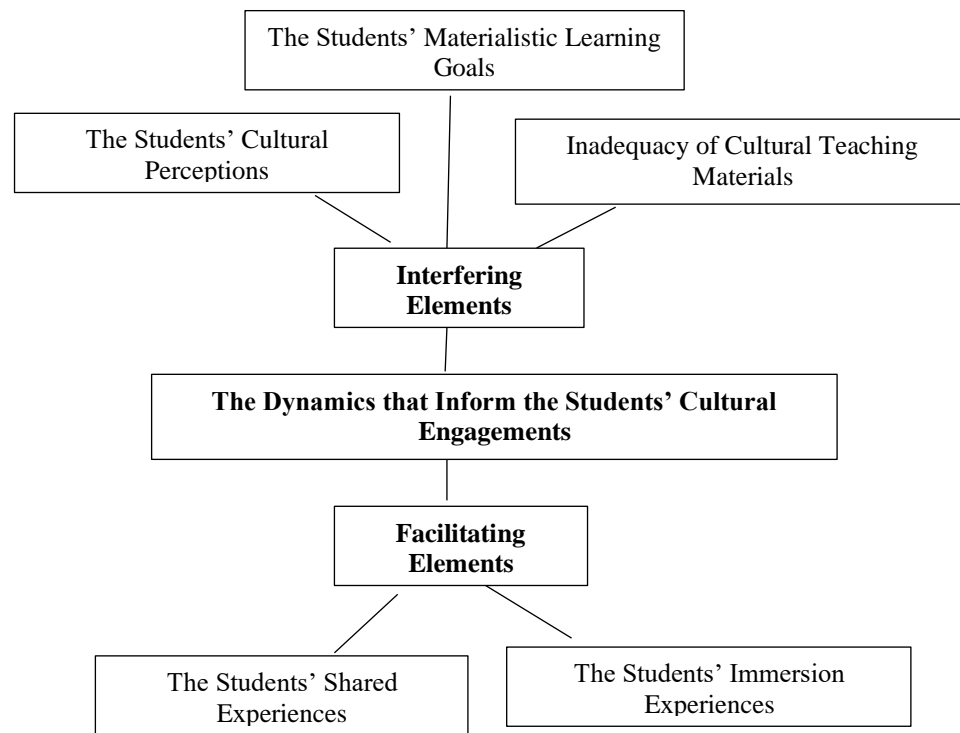 The Students’ Materialistic Learning
Goals
The Students’ Cultural
Perceptions
Inadequacy of Cultural Teaching
Materials
Interfering
Elements
The Dynamics that Inform the Students’ Cultural
Engagements
Facilitating
Elements
The Students’ Shared
Experiences
The Students’ Immersion
Experiences